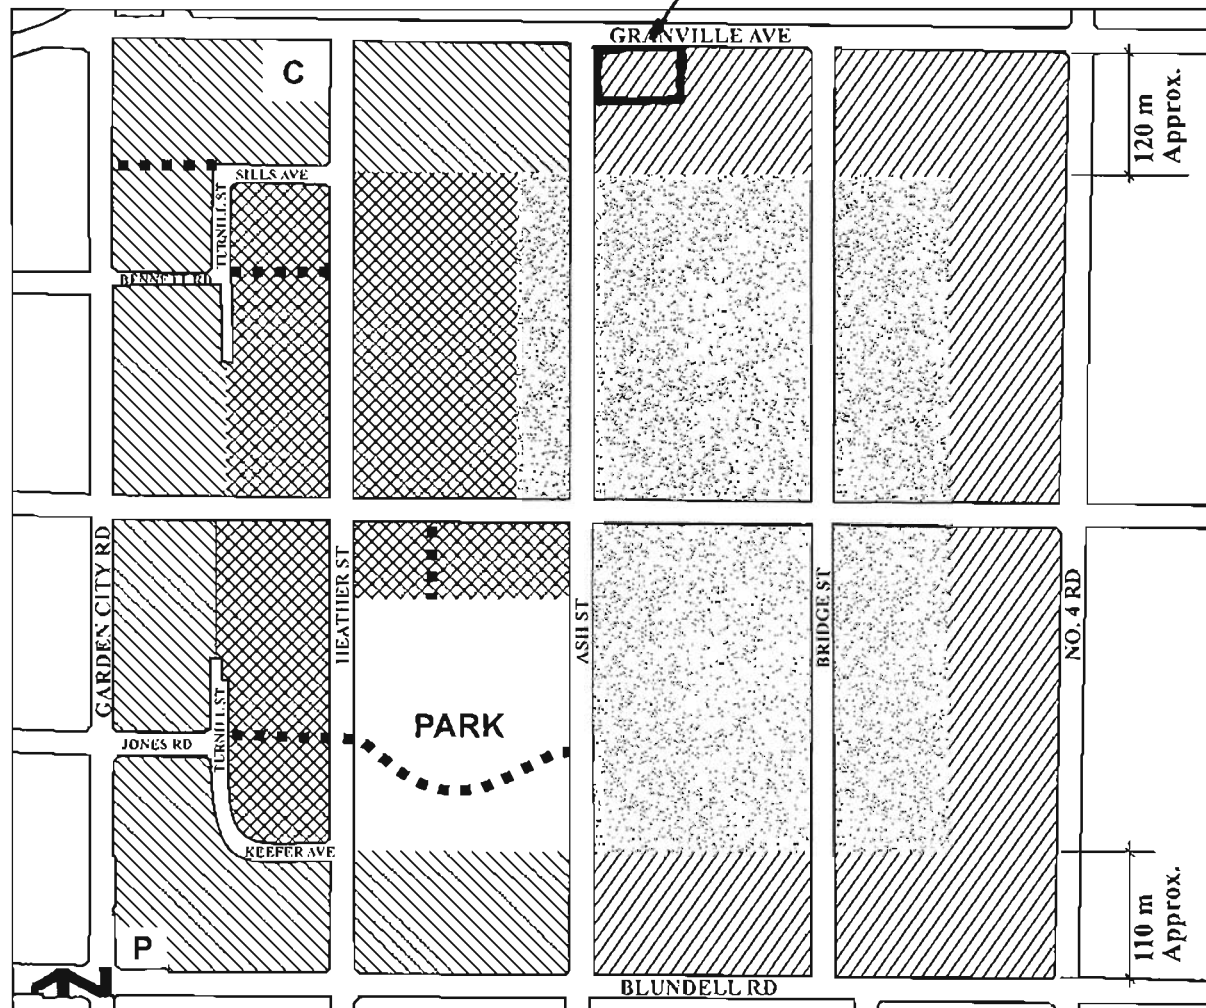 GRANVILLE AVE
C
120 m
Approx.
SILLS AVE
TURNILL ST
BENNETT RD
GARDEN CITY RD
HEATHER ST
ASH ST
BRIDGE ST
NO. 4 RD
PARK
TURNILL ST
JONES RD
KEEFER AVE
110 m
Approx.
P
BLUNDELL RD